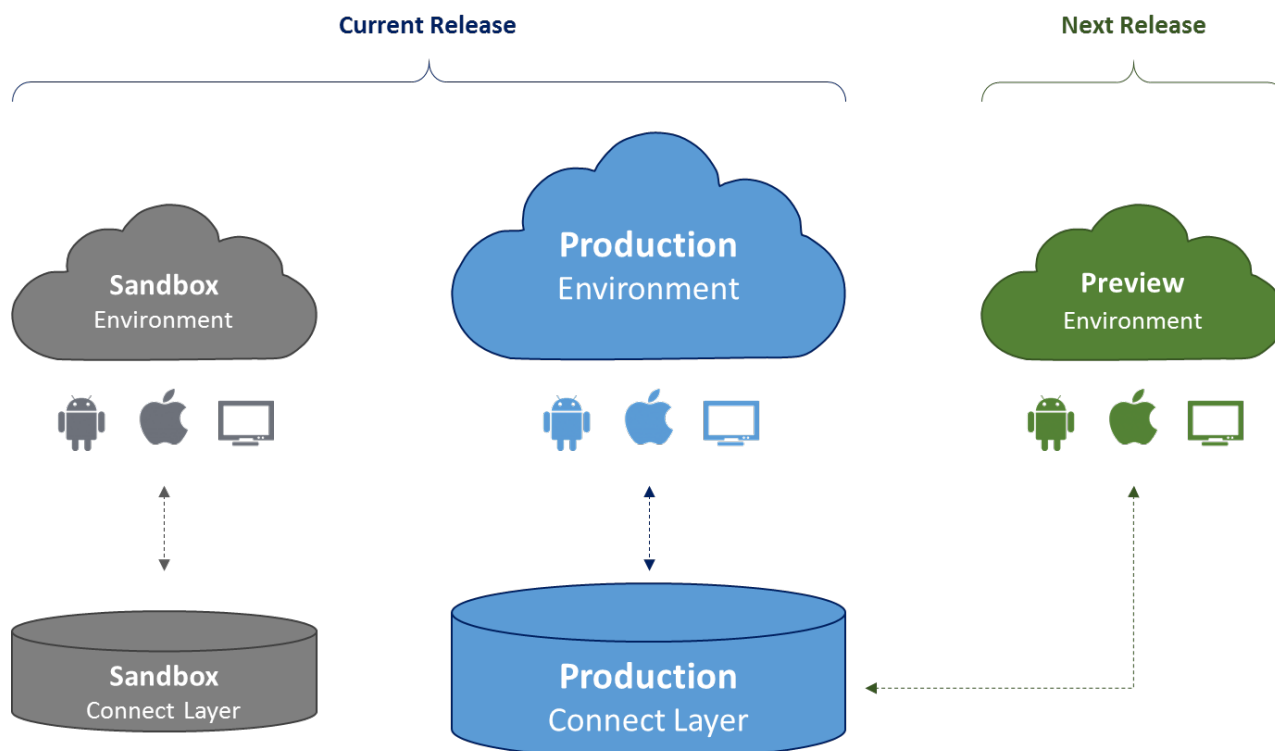 Current Release
Next Release
Sandbox
Environment
Production
Environment
Preview
Environment
Sandbox
Connect Layer
Production
Connect Layer